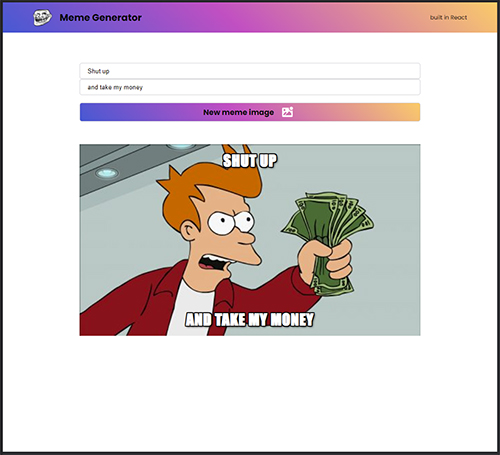 Meme Generator
built in React
Shut up
and take my money
New meme image
SHUT UP
AND TAKE MY MONEY